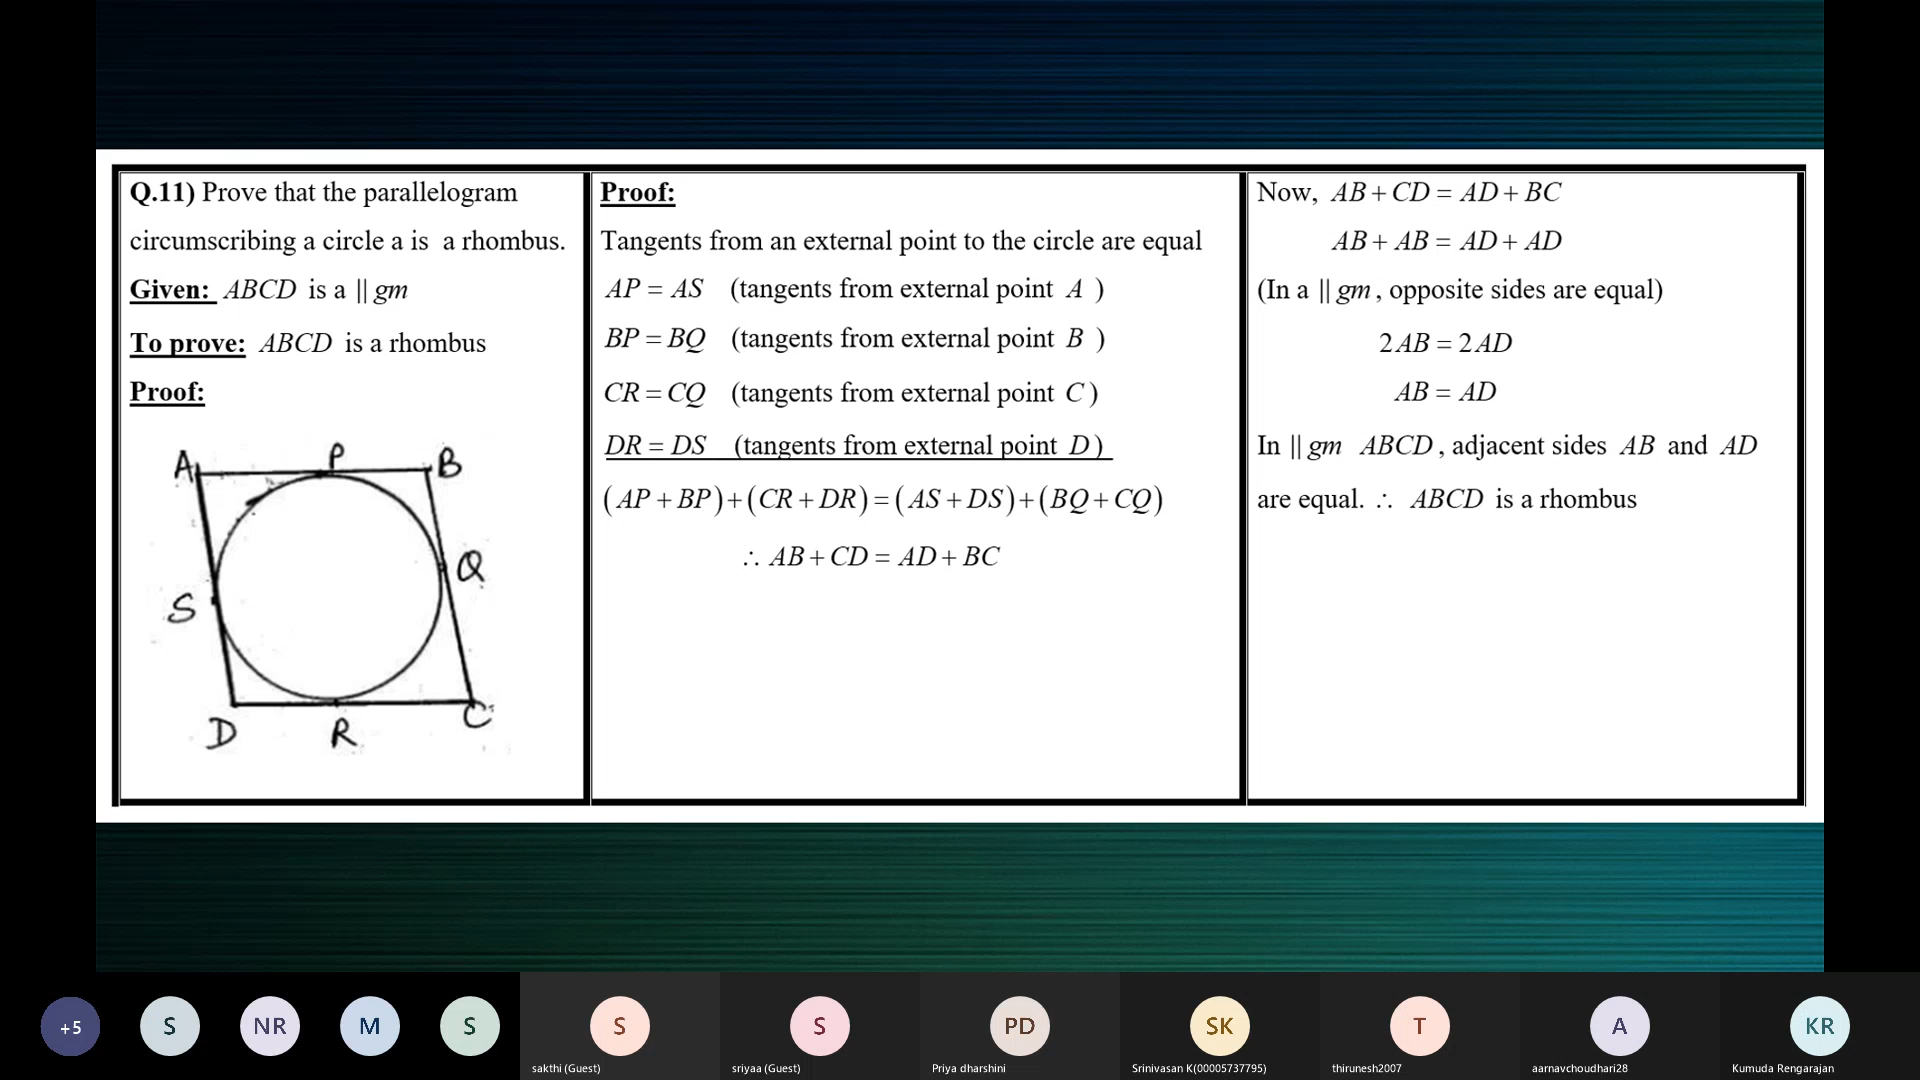 Q.11) Prove that the parallelogram
circumscribing a circle a is a rhombus.
Given: ABCD is a || gm
To prove: ABCD is a rhombus
Proof:
A P B
S Q
D R C
Proof:
Tangents from an external point to the circle are equal
AP = AS (tangents from external point A )
BP = BQ (tangents from external point B )
CR = CQ (tangents from external point C )
DR = DS (tangents from external point D )
(AP + BP) + (CR + DR) = (AS + DS) + (BQ + CQ)
∴ AB + CD = AD + BC
Now, AB + CD = AD + BC
AB + AB = AD + AD
(In a || gm , opposite sides are equal)
2AB = 2AD
AB = AD
In || gm ABCD , adjacent sides AB and AD
are equal. ∴ ABCD is a rhombus
+5 S NR M S S S PD SK T A KR
sakthi (Guest) sriyaa (Guest) Priya dharshini Srinivasan K(00005737795) thirunesh2007 aarnavchoudhari28 Kumuda Rengarajan